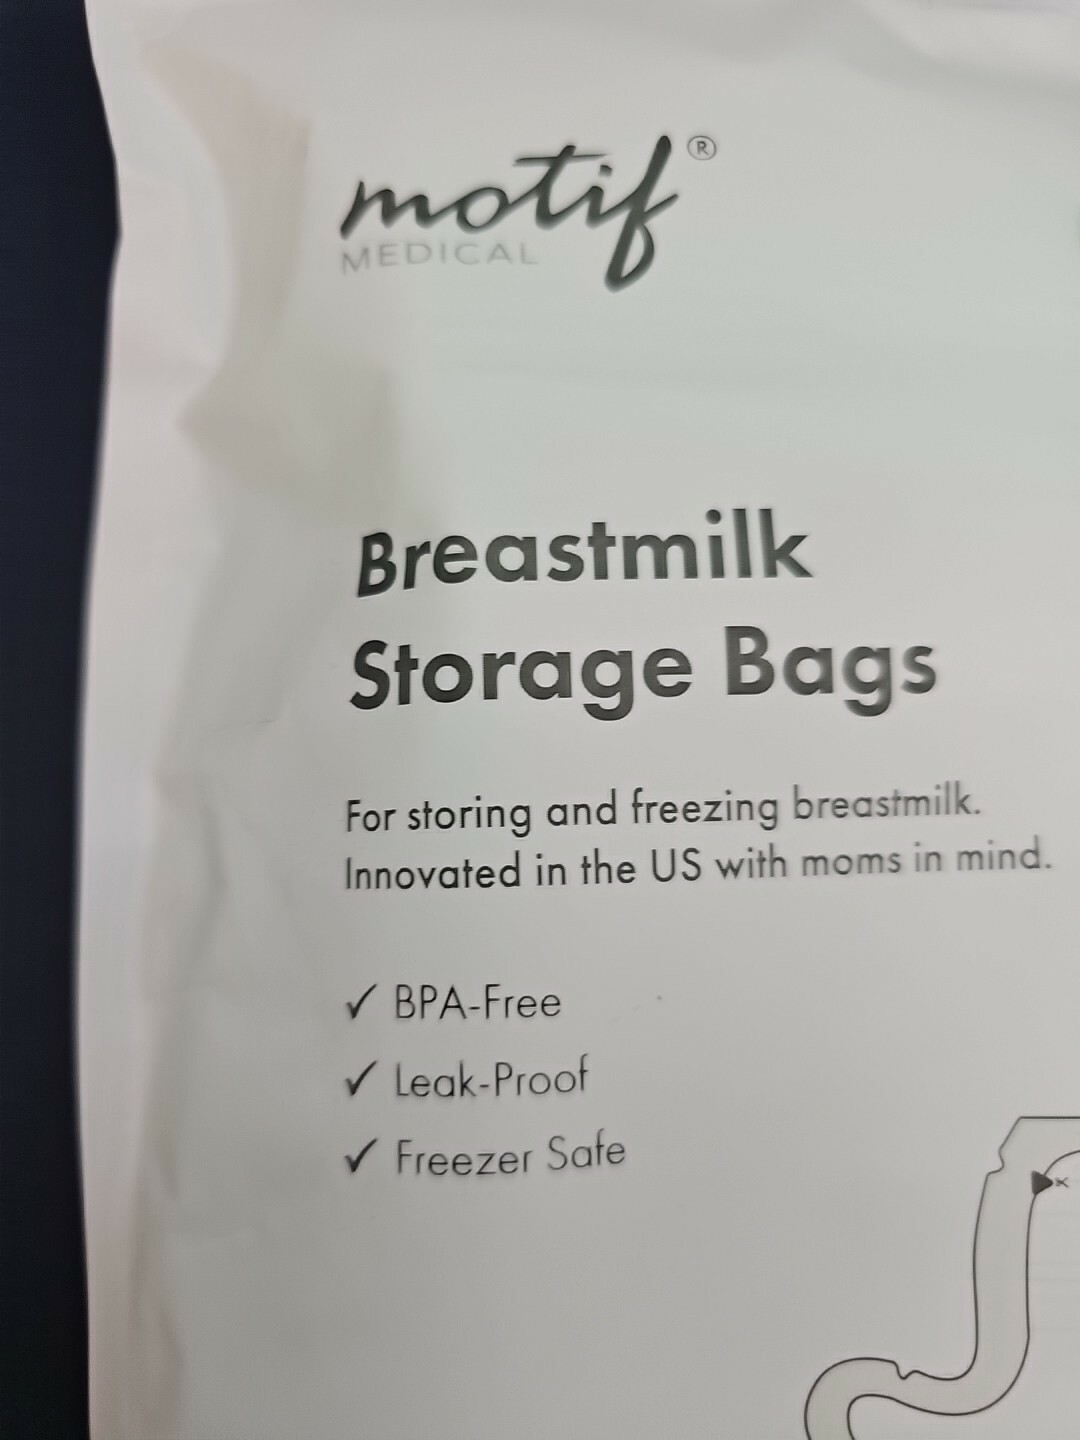 motif®
MEDICAL
Breastmilk
Storage Bags
For storing and freezing breastmilk.
Innovated in the US with moms in mind.
✓ BPA-Free
✓ Leak-Proof
✓ Freezer Safe